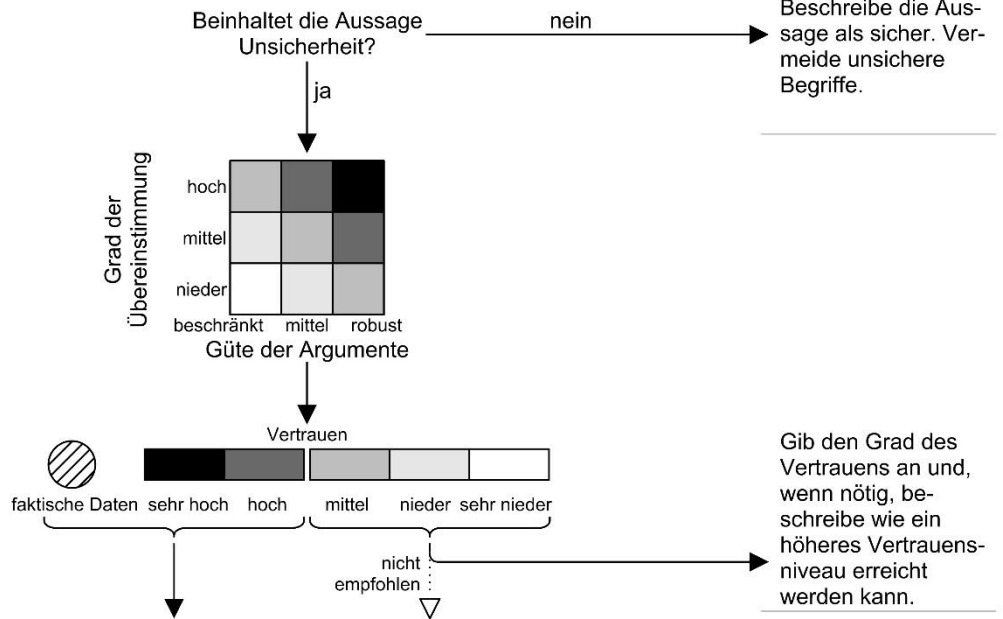 Beinhaltet die Aussage
Unsicherheit?
nein
Beschreibe die Aus-
sage als sicher. Ver-
meide unsichere
Begriffe.
ja
Grad der
Übereinstimmung
hoch
mittel
nieder
beschränkt mittel robust
Güte der Argumente
Vertrauen
faktische Daten sehr hoch hoch mittel nieder sehr nieder
nicht
empfohlen
Gib den Grad des
Vertrauens an und,
wenn nötig, be-
schreibe wie ein
höheres Vertrauens-
niveau erreicht
werden kann.